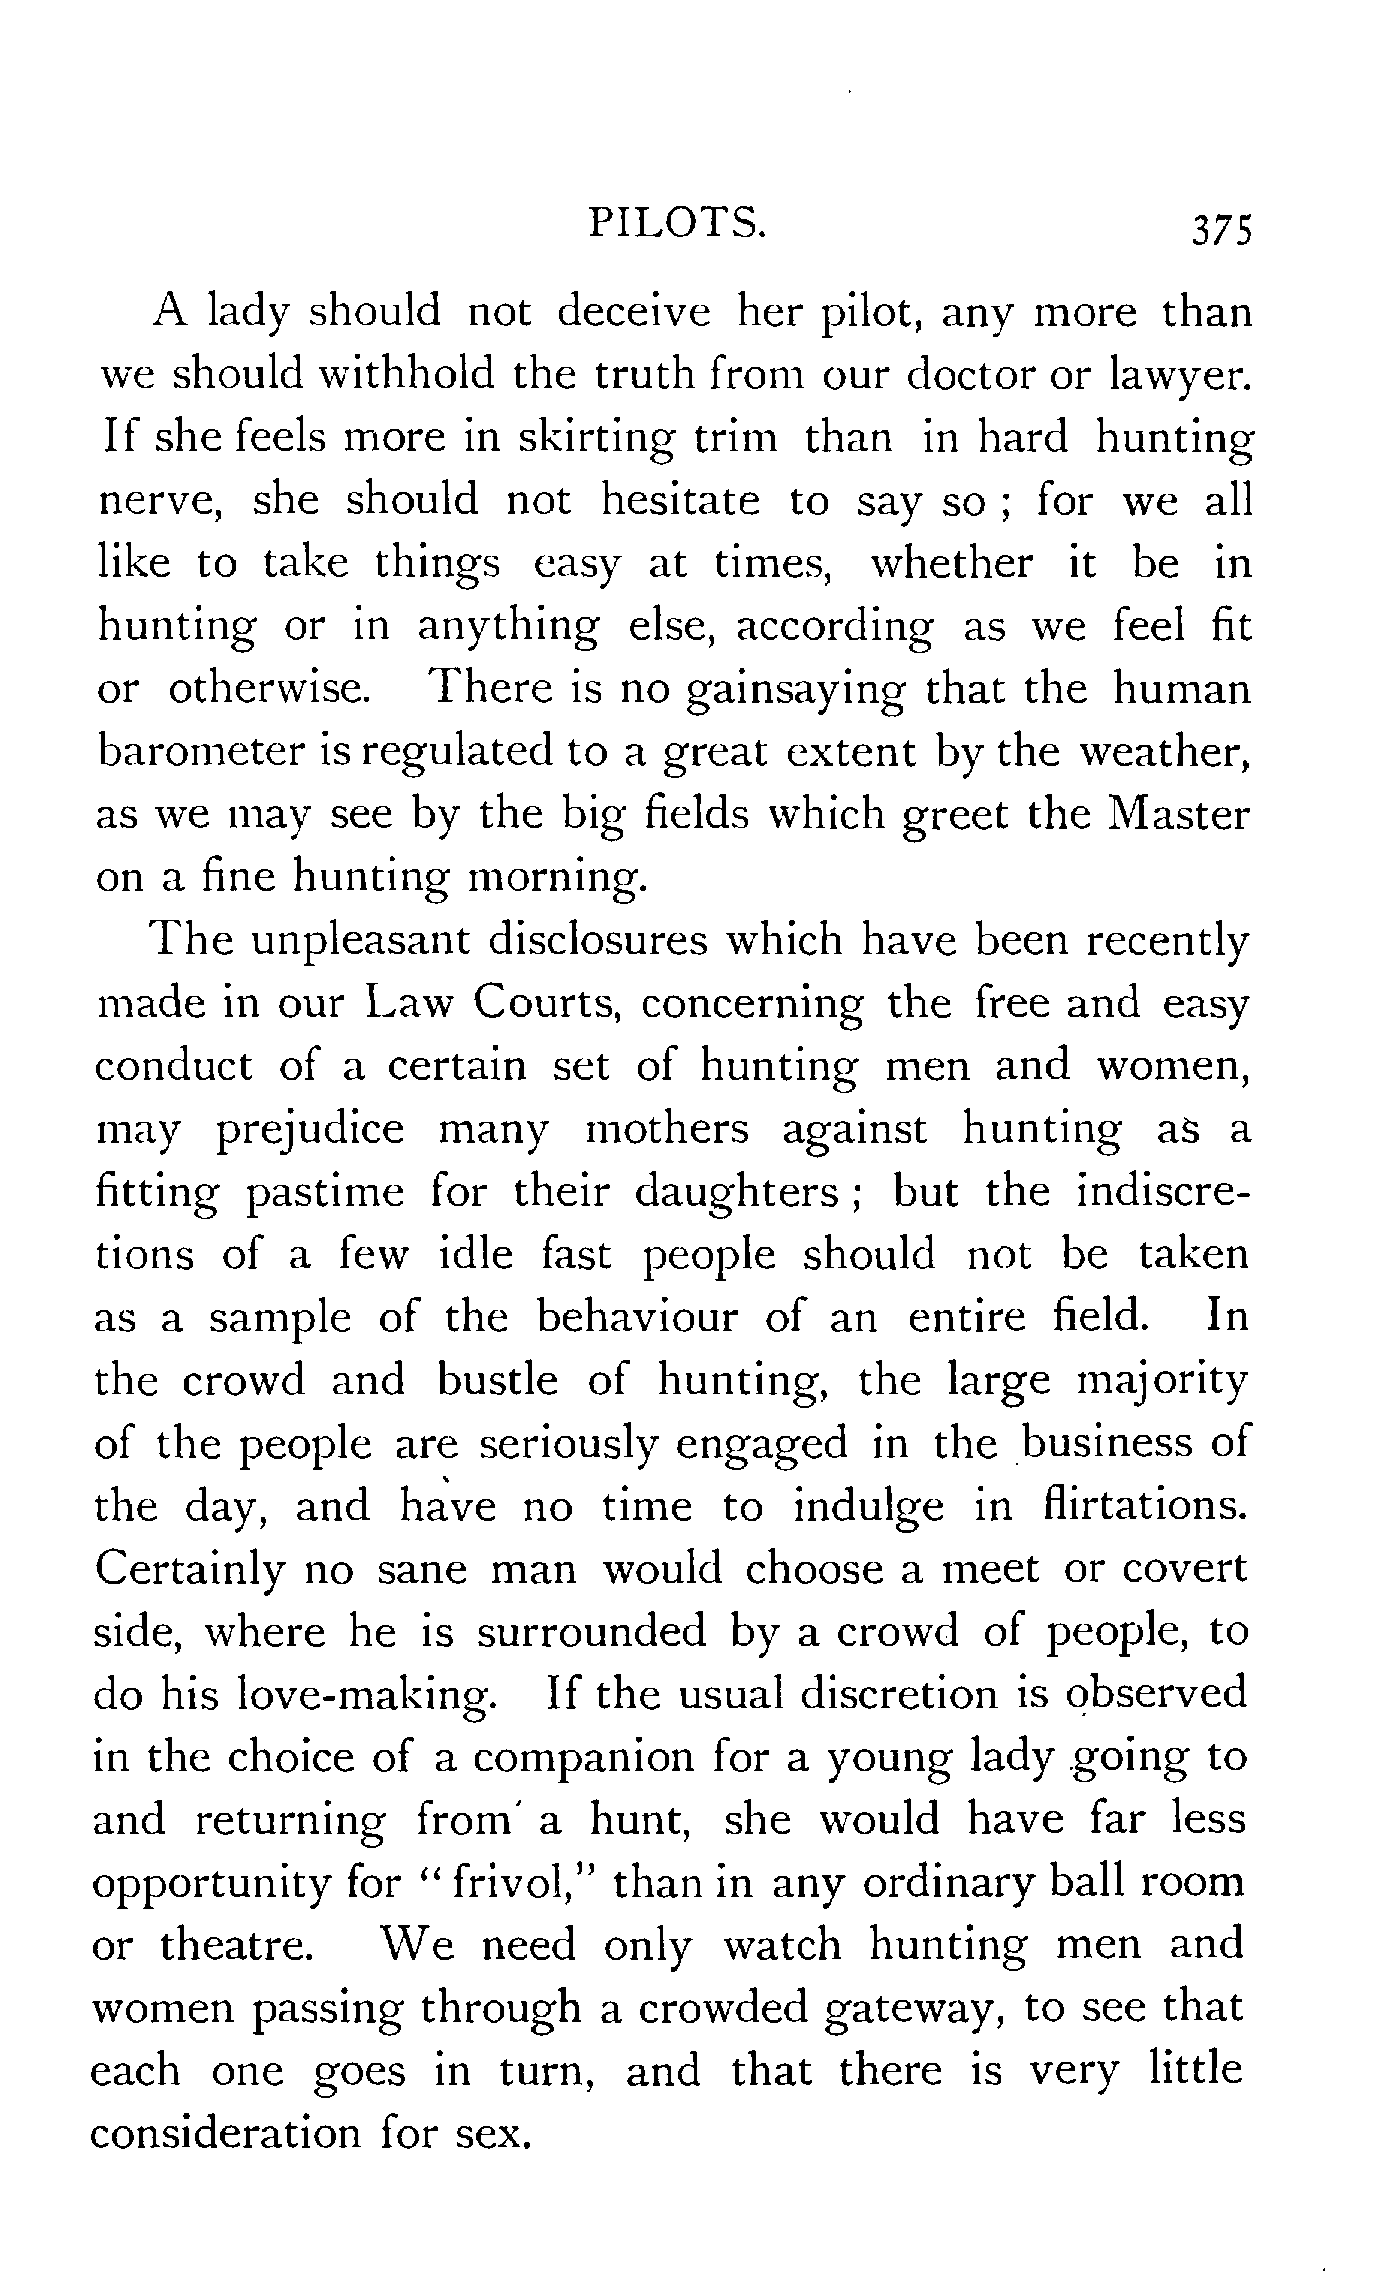 PILOTS. 375
A lady should not deceive her pilot, any more than
we should withhold the truth from our doctor or lawyer.
If she feels more in skirting trim than in hard hunting
nerve, she should not hesitate to say so ; for we all
like to take things easy at times, whether it be in
hunting or in anything else, according as we feel fit
or otherwise. There is no gainsaying that the human
barometer is regulated to a great extent by the weather,
as we may see by the big fields which greet the Master
on a fine hunting morning.
The unpleasant disclosures which have been recently
made in our Law Courts, concerning the free and easy
conduct of a certain set of hunting men and women,
may prejudice many mothers against hunting as a
fitting pastime for their daughters ; but the indiscre-
tions of a few idle fast people should not be taken
as a sample of the behaviour of an entire field. In
the crowd and bustle of hunting, the large majority
of the people are seriously engaged in the business of
the day, and have no time to indulge in flirtations.
Certainly no sane man would choose a meet or covert
side, where he is surrounded by a crowd of people, to
do his love-making. If the usual discretion is observed
in the choice of a companion for a young lady going to
and returning from a hunt, she would have far less
opportunity for “ frivol,” than in any ordinary ball room
or theatre. We need only watch hunting men and
women passing through a crowded gateway, to see that
each one goes in turn, and that there is very little
consideration for sex.